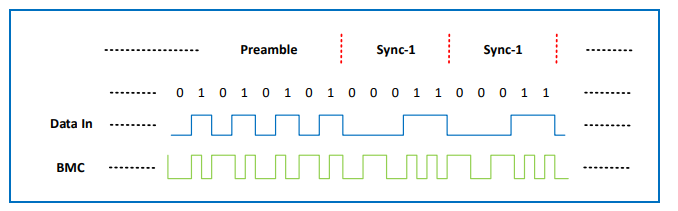 Preamble Sync-1 Sync-1
0 1 0 1 0 1 0 1 0 0 0 1 1 0 0 0 1 1
Data In
BMC